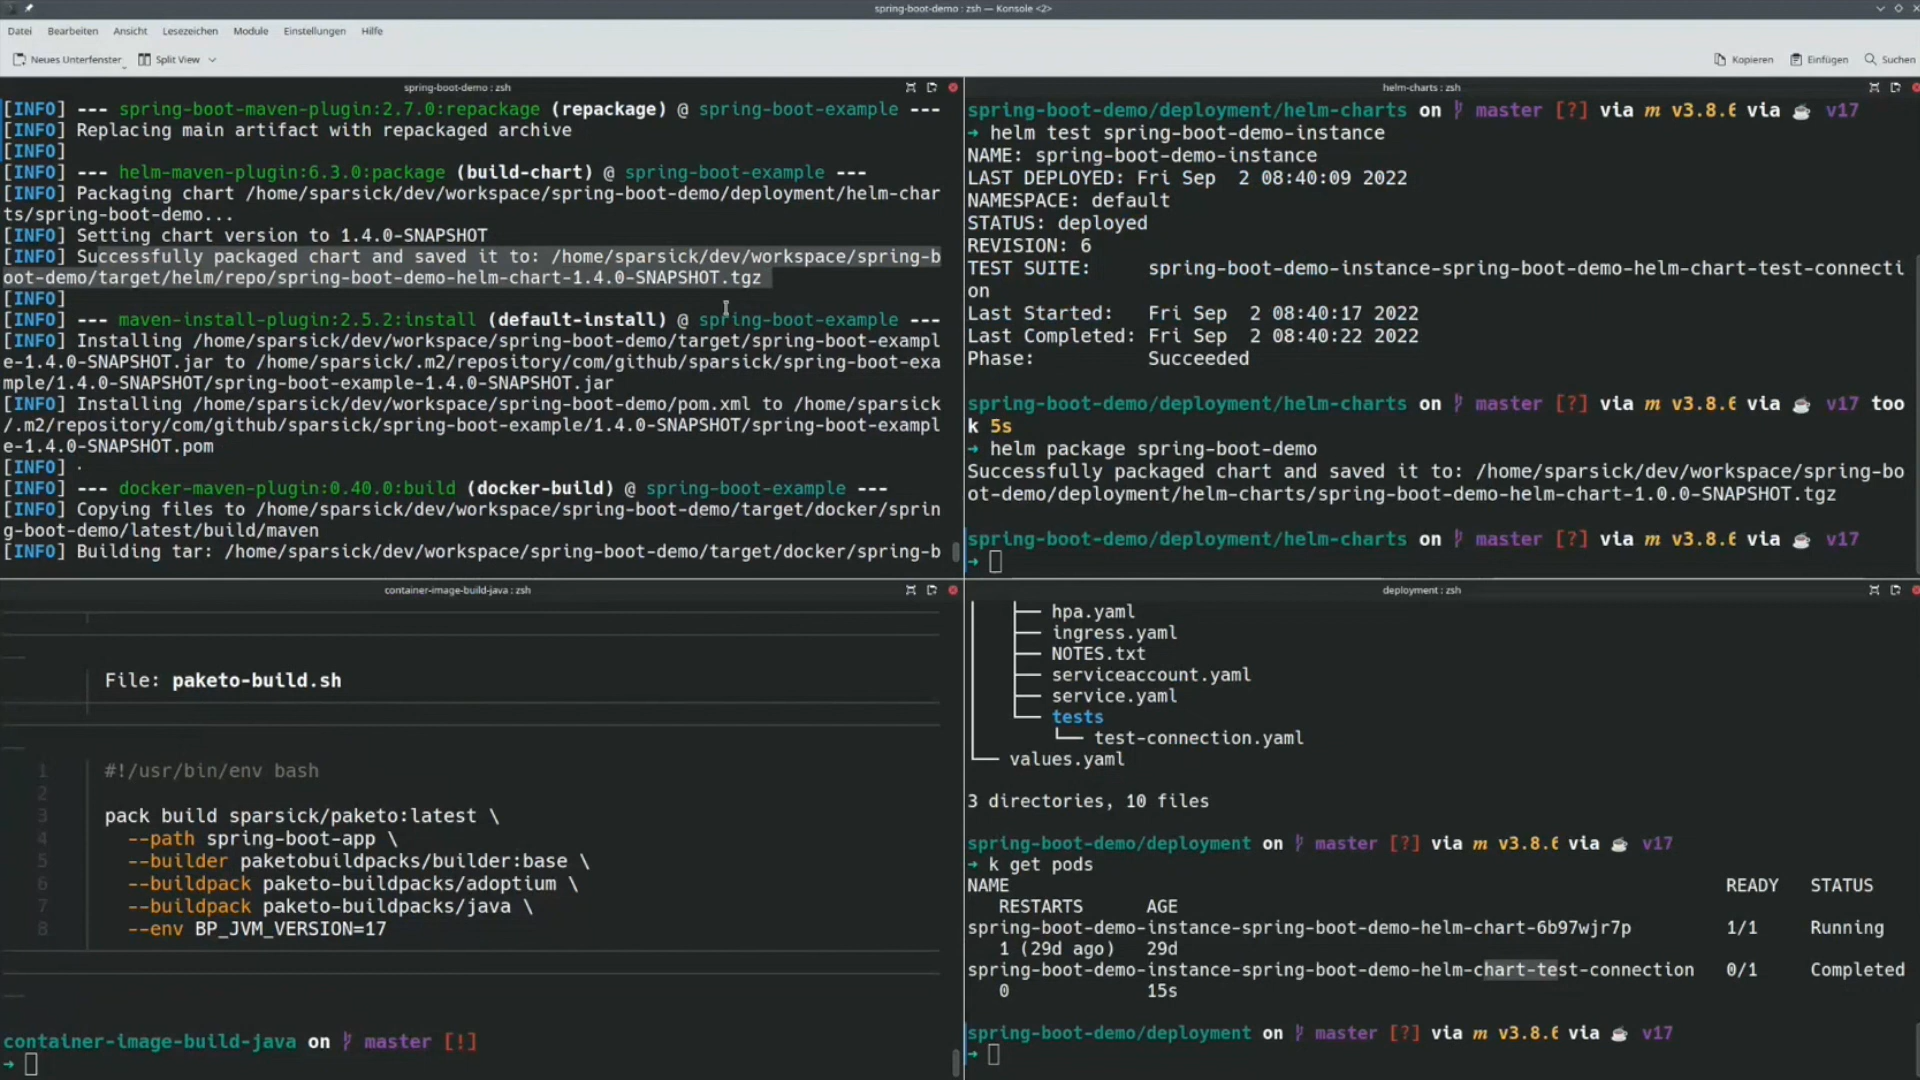 spring-boot-demo : zsh — Konsole <2>
Datei Bearbeiten Ansicht Lesezeichen Module Einstellungen Hilfe
Neues Unterfenster Split View Kopieren Einfügen Suchen
spring-boot-demo : zsh
[INFO] --- spring-boot-maven-plugin:2.7.0:repackage (repackage) @ spring-boot-example ---
[INFO] Replacing main artifact with repackaged archive
[INFO]
[INFO] --- helm-maven-plugin:6.3.0:package (build-chart) @ spring-boot-example ---
[INFO] Packaging chart /home/sparsick/dev/workspace/spring-boot-demo/deployment/helm-char
ts/spring-boot-demo...
[INFO] Setting chart version to 1.4.0-SNAPSHOT
[INFO] Successfully packaged chart and saved it to: /home/sparsick/dev/workspace/spring-b
oot-demo/target/helm/repo/spring-boot-demo-helm-chart-1.4.0-SNAPSHOT.tgz
[INFO]
[INFO] --- maven-install-plugin:2.5.2:install (default-install) @ spring-boot-example ---
[INFO] Installing /home/sparsick/dev/workspace/spring-boot-demo/target/spring-boot-exampl
e-1.4.0-SNAPSHOT.jar to /home/sparsick/.m2/repository/com/github/sparsick/spring-boot-exa
mple/1.4.0-SNAPSHOT/spring-boot-example-1.4.0-SNAPSHOT.jar
[INFO] Installing /home/sparsick/dev/workspace/spring-boot-demo/pom.xml to /home/sparsick
/.m2/repository/com/github/sparsick/spring-boot-example/1.4.0-SNAPSHOT/spring-boot-exampl
e-1.4.0-SNAPSHOT.pom
[INFO]
[INFO] --- docker-maven-plugin:0.40.0:build (docker-build) @ spring-boot-example ---
[INFO] Copying files to /home/sparsick/dev/workspace/spring-boot-demo/target/docker/sprin
g-boot-demo/latest/build/maven
[INFO] Building tar: /home/sparsick/dev/workspace/spring-boot-demo/target/docker/spring-b
helm-charts : zsh
spring-boot-demo/deployment/helm-charts on master [?] via m v3.8.6 via ☕ v17
→ helm test spring-boot-demo-instance
NAME: spring-boot-demo-instance
LAST DEPLOYED: Fri Sep  2 08:40:09 2022
NAMESPACE: default
STATUS: deployed
REVISION: 6
TEST SUITE:     spring-boot-demo-instance-spring-boot-demo-helm-chart-test-connecti
on
Last Started:   Fri Sep  2 08:40:17 2022
Last Completed: Fri Sep  2 08:40:22 2022
Phase:          Succeeded
spring-boot-demo/deployment/helm-charts on master [?] via m v3.8.6 via ☕ v17 too
k 5s
→ helm package spring-boot-demo
Successfully packaged chart and saved it to: /home/sparsick/dev/workspace/spring-bo
ot-demo/deployment/helm-charts/spring-boot-demo-helm-chart-1.0.0-SNAPSHOT.tgz
spring-boot-demo/deployment/helm-charts on master [?] via m v3.8.6 via ☕ v17
→
container-image-build-java : zsh
File: paketo-build.sh
1 #!/usr/bin/env bash
2
3 pack build sparsick/paketo:latest \
4 --path spring-boot-app \
5 --builder paketobuildpacks/builder:base \
6 --buildpack paketo-buildpacks/adoptium \
7 --buildpack paketo-buildpacks/java \
8 --env BP_JVM_VERSION=17
container-image-build-java on master [!]
→
deployment : zsh
├── hpa.yaml
├── ingress.yaml
├── NOTES.txt
├── serviceaccount.yaml
├── service.yaml
└── tests
└── test-connection.yaml
└── values.yaml
3 directories, 10 files
spring-boot-demo/deployment on master [?] via m v3.8.6 via ☕ v17
→ k get pods
NAME READY STATUS
RESTARTS AGE
spring-boot-demo-instance-spring-boot-demo-helm-chart-6b97wjr7p 1/1 Running
1 (29d ago) 29d
spring-boot-demo-instance-spring-boot-demo-helm-chart-test-connection 0/1 Completed
0 15s
spring-boot-demo/deployment on master [?] via m v3.8.6 via ☕ v17
→